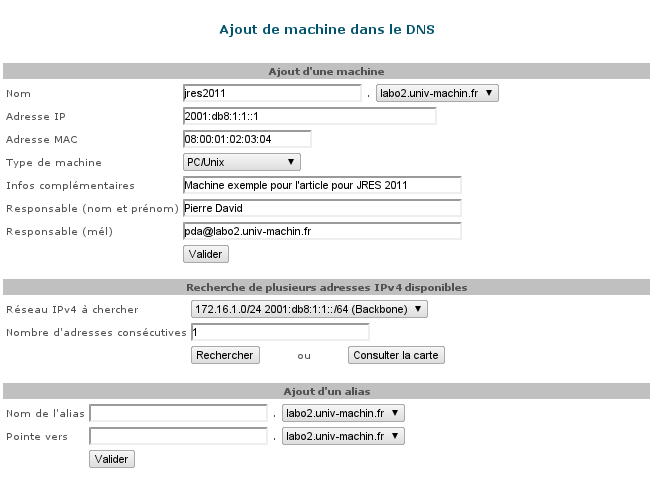 Ajout de machine dans le DNS
Ajout d'une machine
Nom jres2011 . labo2.univ-machin.fr
Adresse IP 2001:db8:1:1::1
Adresse MAC 08:00:01:02:03:04
Type de machine PC/Unix
Infos complémentaires Machine exemple pour l'article pour JRES 2011
Responsable (nom et prénom) Pierre David
Responsable (mél) pda@labo2.univ-machin.fr
Valider
Recherche de plusieurs adresses IPv4 disponibles
Réseau IPv4 à chercher 172.16.1.0/24 2001:db8:1:1::/64 (Backbone)
Nombre d'adresses consécutives 1
Rechercher ou Consulter la carte
Ajout d'un alias
Nom de l'alias . labo2.univ-machin.fr
Pointe vers . labo2.univ-machin.fr
Valider